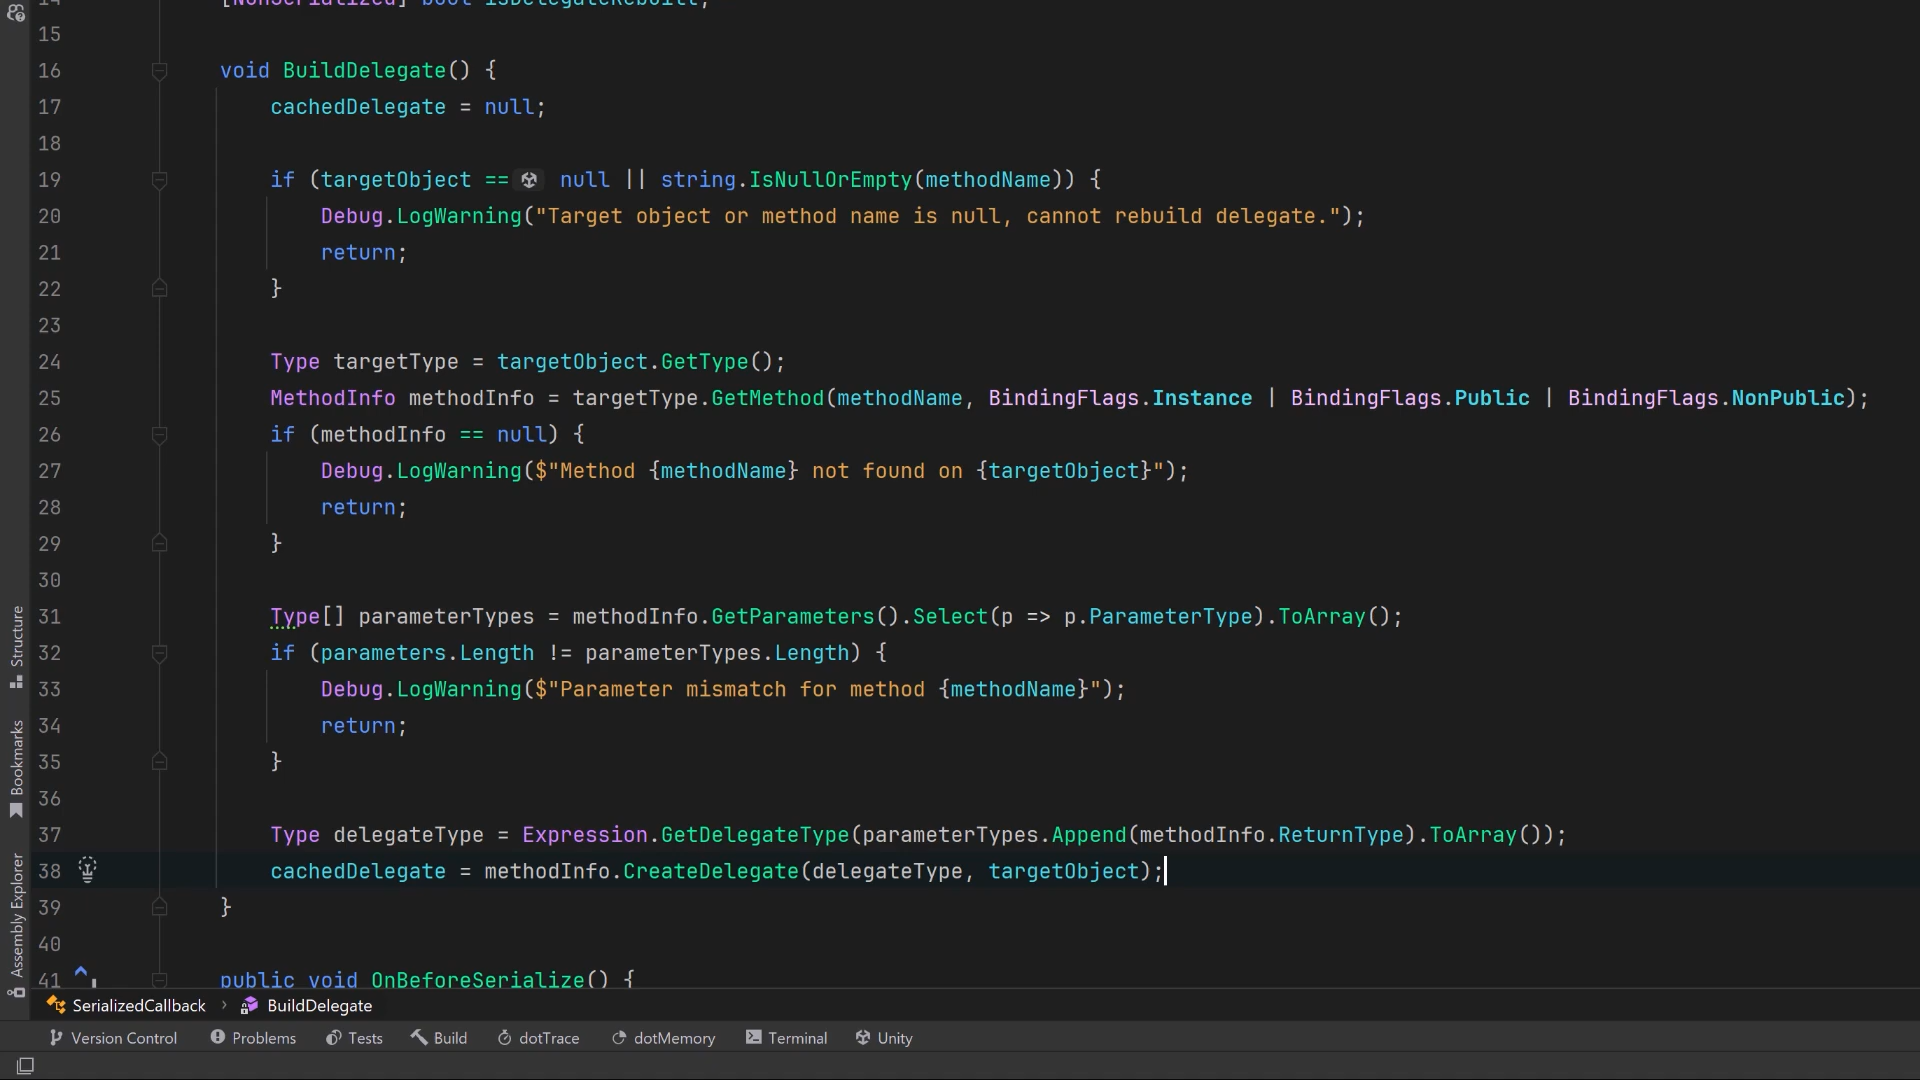 14 [NonSerialized] bool isDelegateRebuilt;
15
16 void BuildDelegate() {
17 cachedDelegate = null;
18
19 if (targetObject == null || string.IsNullOrEmpty(methodName)) {
20 Debug.LogWarning("Target object or method name is null, cannot rebuild delegate.");
21 return;
22 }
23
24 Type targetType = targetObject.GetType();
25 MethodInfo methodInfo = targetType.GetMethod(methodName, BindingFlags.Instance | BindingFlags.Public | BindingFlags.NonPublic);
26 if (methodInfo == null) {
27 Debug.LogWarning($"Method {methodName} not found on {targetObject}");
28 return;
29 }
30
31 Type[] parameterTypes = methodInfo.GetParameters().Select(p => p.ParameterType).ToArray();
32 if (parameters.Length != parameterTypes.Length) {
33 Debug.LogWarning($"Parameter mismatch for method {methodName}");
34 return;
35 }
36
37 Type delegateType = Expression.GetDelegateType(parameterTypes.Append(methodInfo.ReturnType).ToArray());
38 cachedDelegate = methodInfo.CreateDelegate(delegateType, targetObject);
39 }
40
41 public void OnBeforeSerialize() {
Structure
Bookmarks
Assembly Explorer
SerializedCallback › BuildDelegate
Version Control Problems Tests Build dotTrace dotMemory Terminal Unity